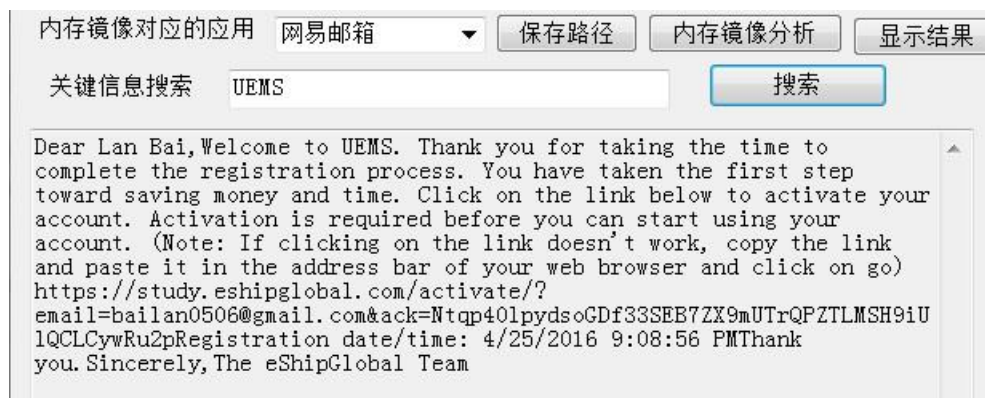 内存镜像对应的应用 网易邮箱 保存路径 内存镜像分析 显示结果
关键信息搜索 UEMS 搜索
Dear Lan Bai,Welcome to UEMS. Thank you for taking the time to
complete the registration process. You have taken the first step
toward saving money and time. Click on the link below to activate your
account. Activation is required before you can start using your
account. (Note: If clicking on the link doesn't work, copy the link
and paste it in the address bar of your web browser and click on go)
https://study.eshipglobal.com/activate/?
email=bailan0506@gmail.com&ack=Ntqp4OlpydsoGDf33SEB7ZX9mUTrQPZTLMSH9iU
lQCLCywRu2pRegistration date/time: 4/25/2016 9:08:56 PMThank
you.Sincerely,The eShipGlobal Team